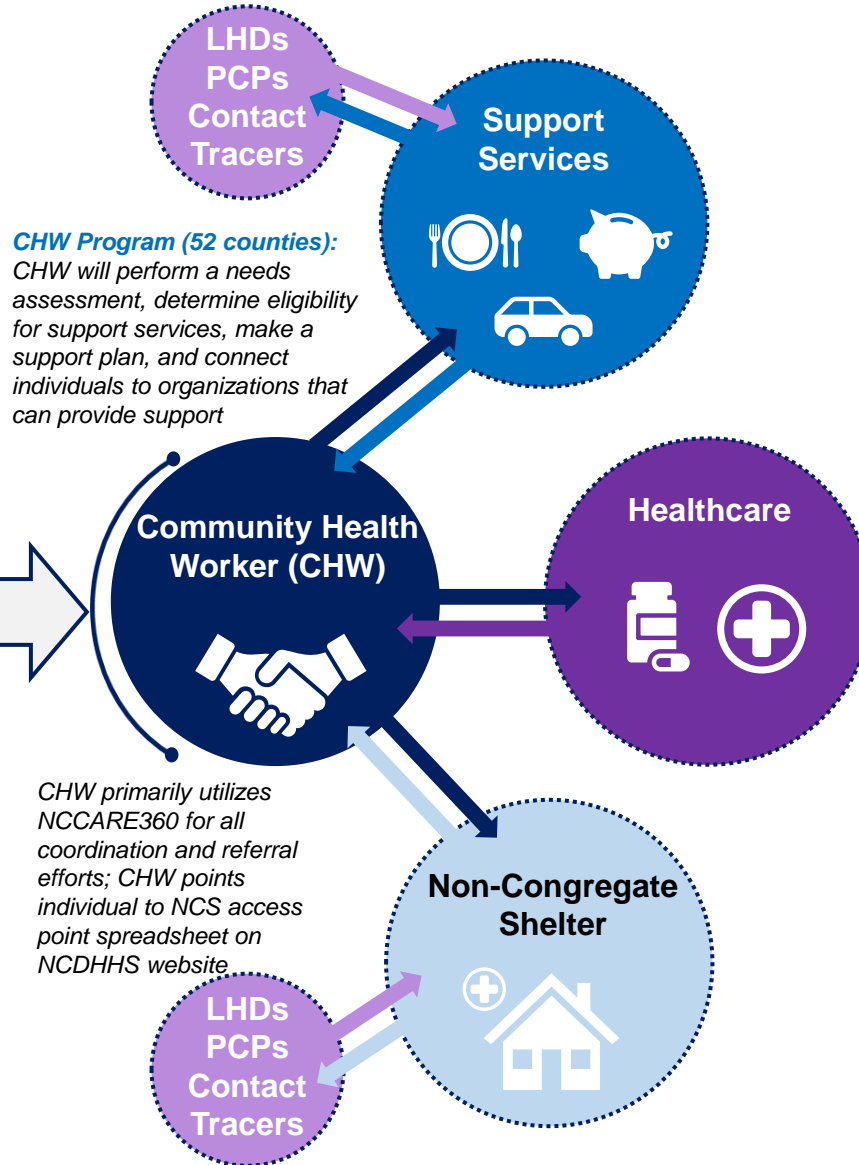 LHDs
PCPs
Contact
Tracers
Support
Services
CHW Program (52 counties):
CHW will perform a needs
assessment, determine eligibility
for support services, make a
support plan, and connect
individuals to organizations that
can provide support
Community Health
Worker (CHW)
Healthcare
CHW primarily utilizes
NCCARE360 for all
coordination and referral
efforts; CHW points
individual to NCS access
point spreadsheet on
NCDHHS website
Non-Congregate
Shelter
LHDs
PCPs
Contact
Tracers